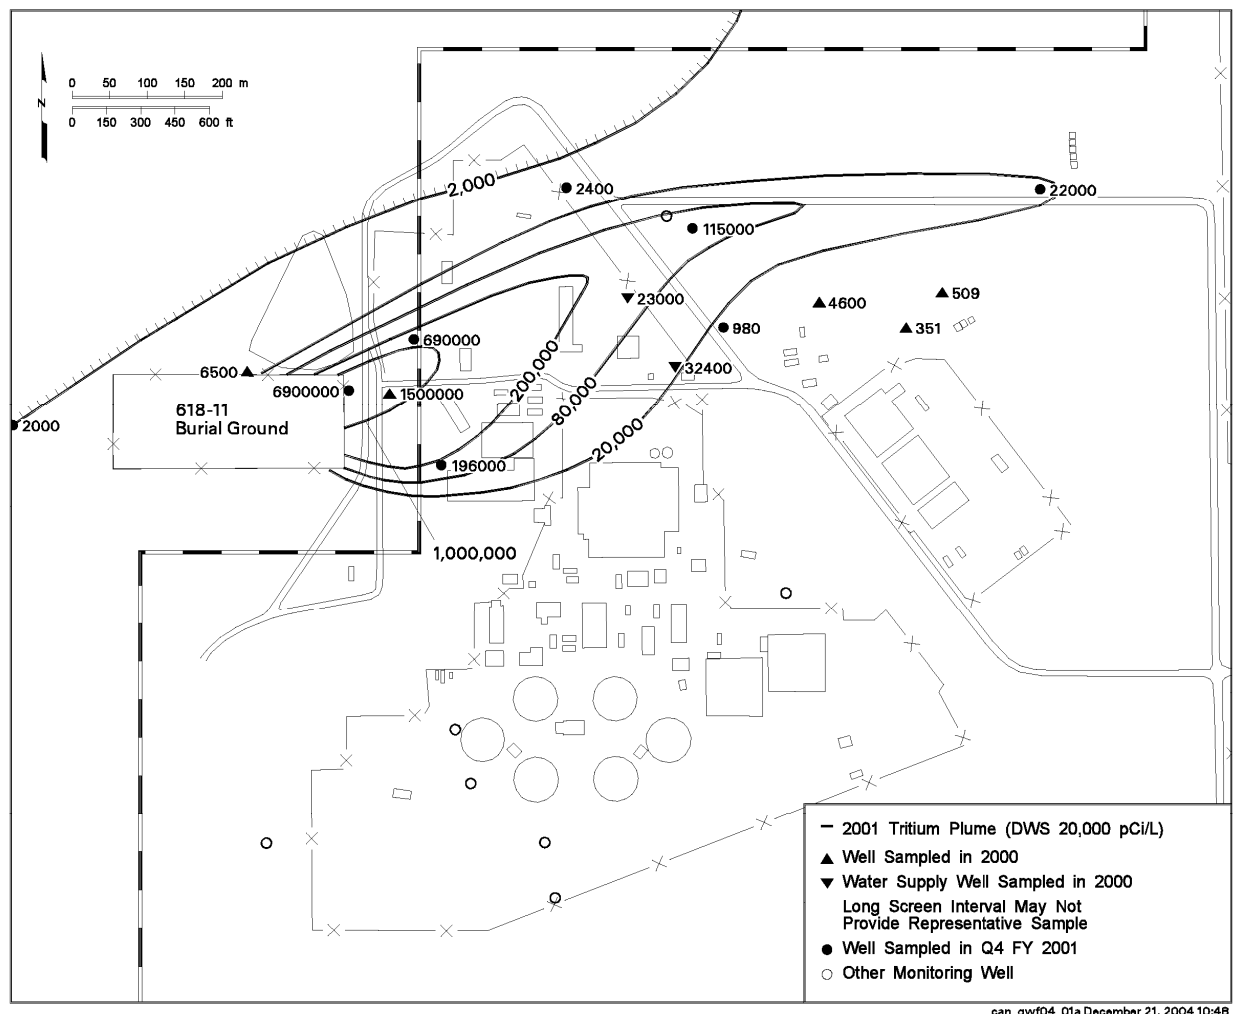 0 50 100 150 200 m
N
0 150 300 450 600 ft
2,000
2400
22000
115000
23000
4600
509
351
980
690000
6500
6900000
1500000
32400
200,000
80,000
20,000
618-11
Burial Ground
2000
196000
1,000,000
2001 Tritium Plume (DWS 20,000 pCi/L)
Well Sampled in 2000
Water Supply Well Sampled in 2000
Long Screen Interval May Not
Provide Representative Sample
Well Sampled in Q4 FY 2001
Other Monitoring Well
can_gwf04_01a December 21, 2004 10:48